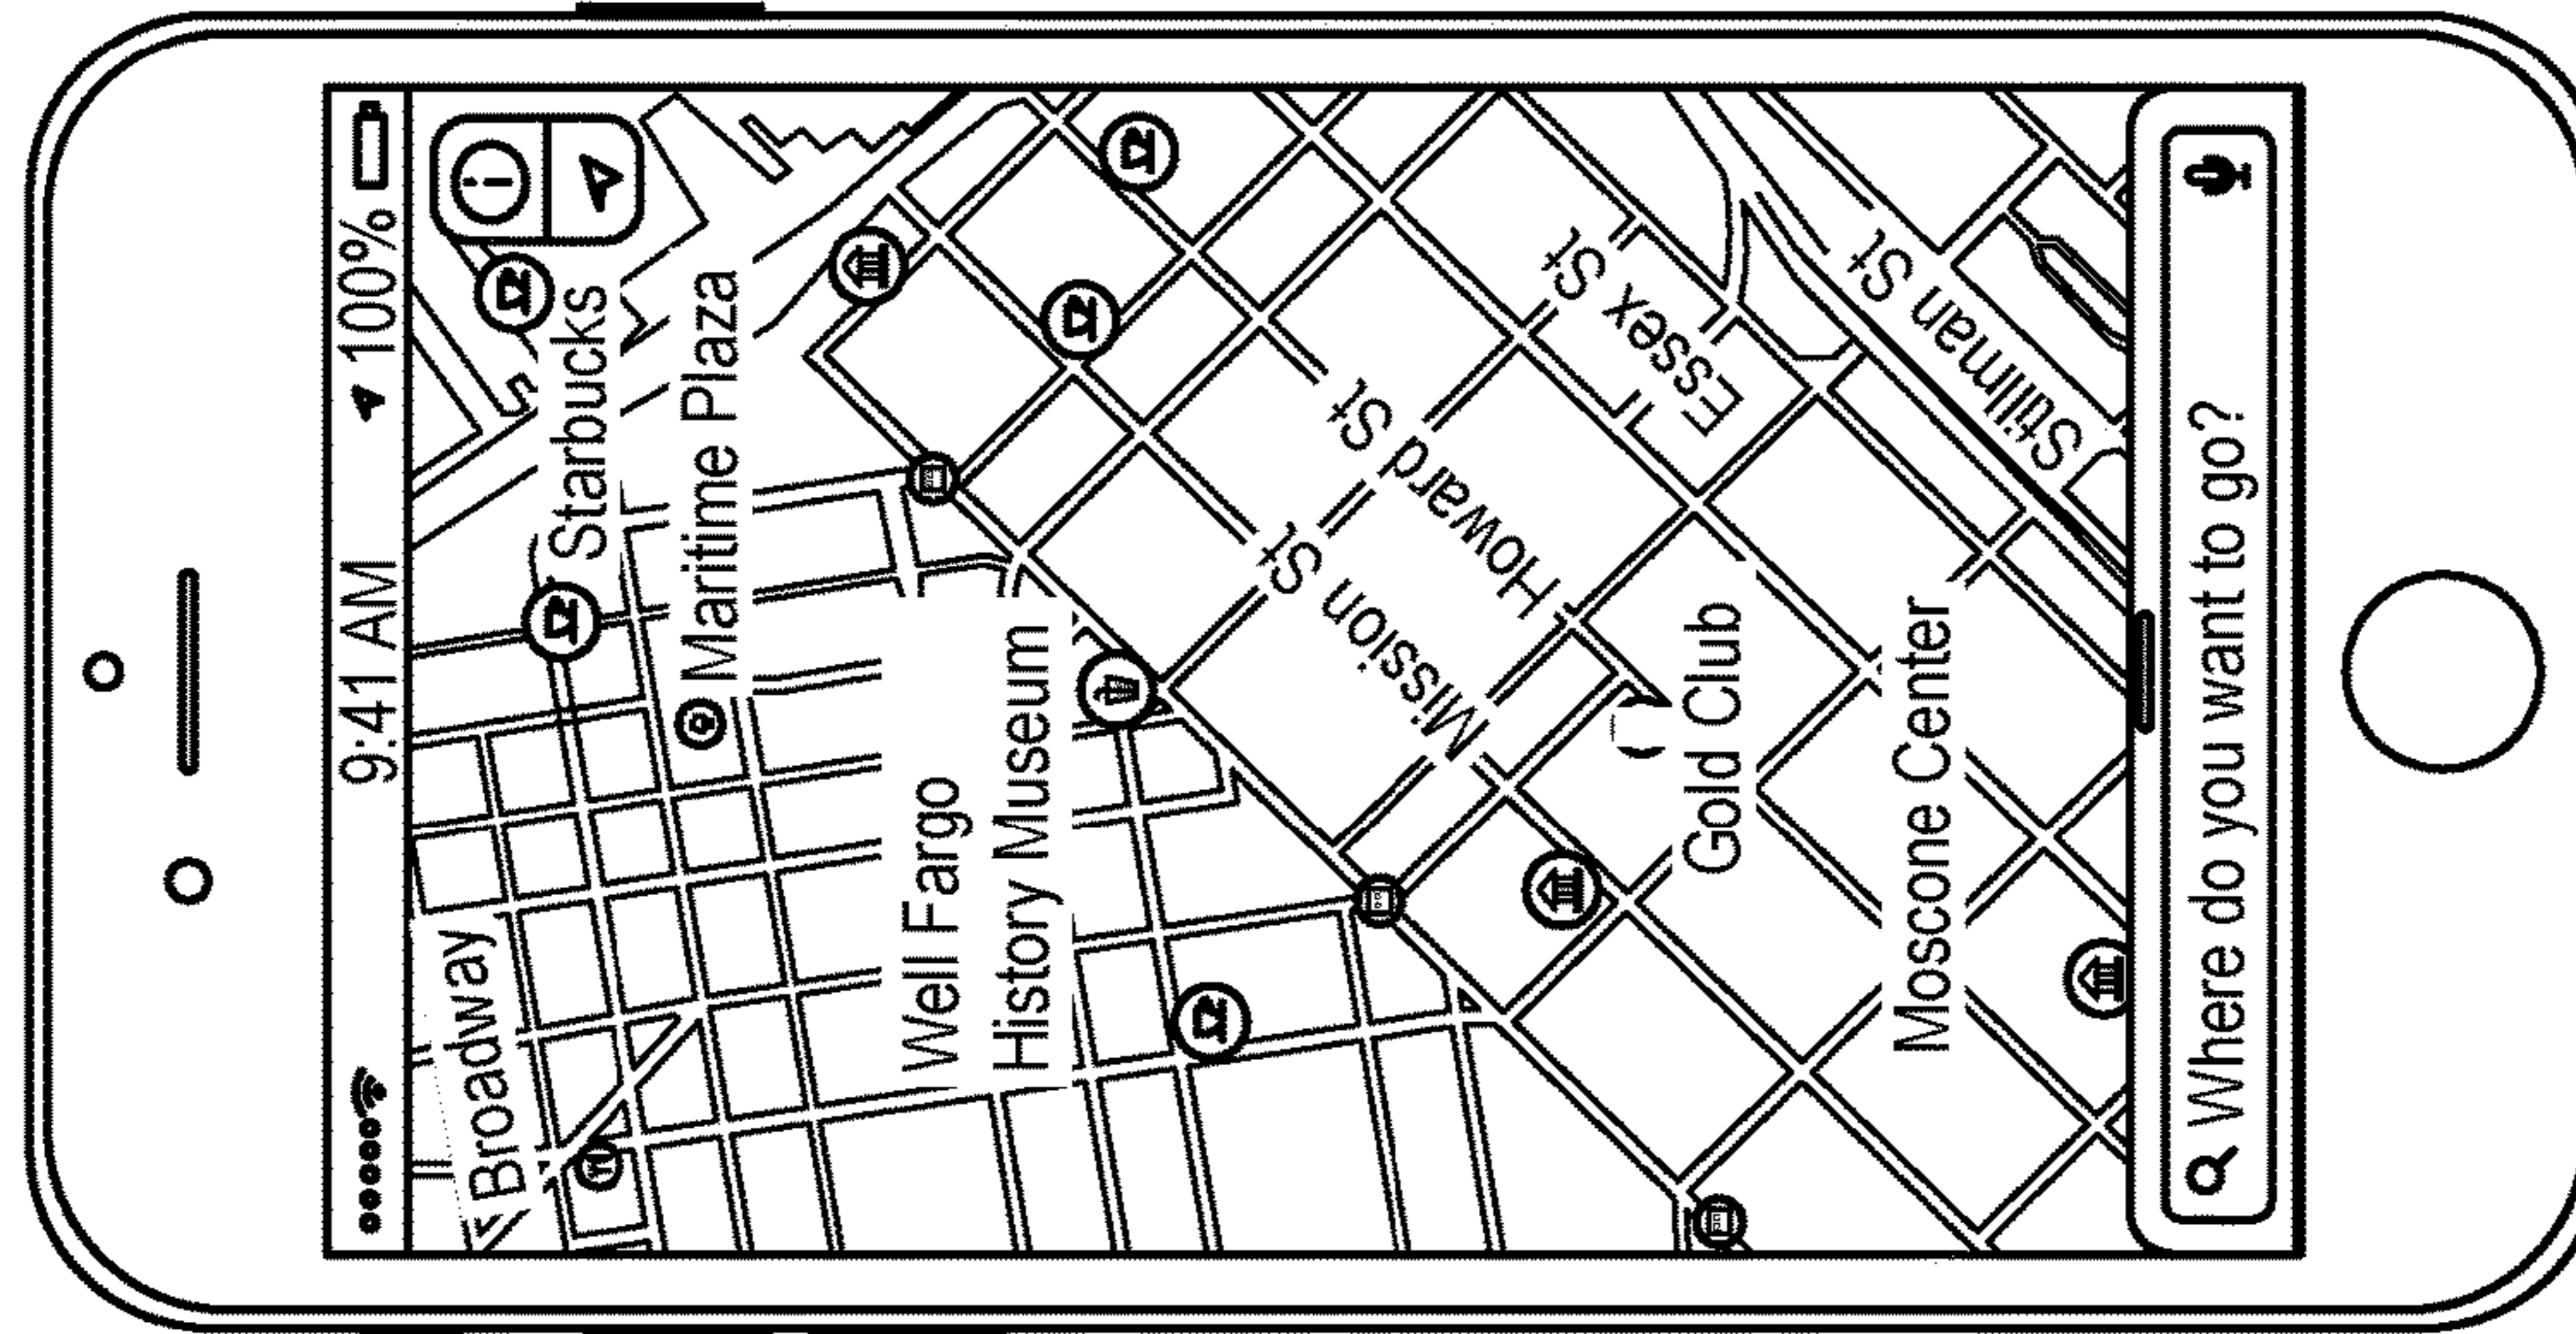 9:41 AM
100%
Broadway
Starbucks
Maritime Plaza
Well Fargo
History Museum
Mission St
Howard St
Essex St
Gold Club
Stillman St
Moscone Center
Where do you want to go?